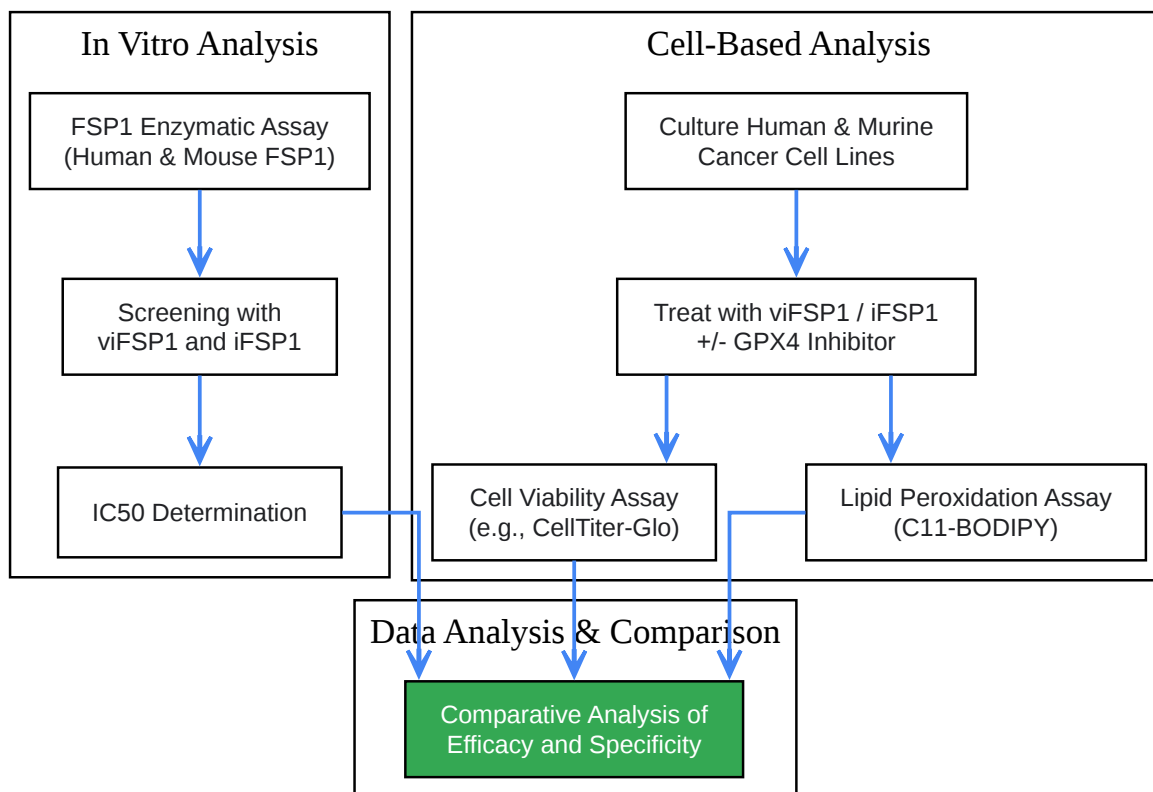 In Vitro Analysis
FSP1 Enzymatic Assay
(Human & Mouse FSP1)
Screening with
viFSP1 and iFSP1
IC50 Determination
Cell-Based Analysis
Culture Human & Murine
Cancer Cell Lines
Treat with viFSP1 / iFSP1
+/- GPX4 Inhibitor
Cell Viability Assay
(e.g., CellTiter-Glo)
Lipid Peroxidation Assay
(C11-BODIPY)
Data Analysis & Comparison
Comparative Analysis of
Efficacy and Specificity